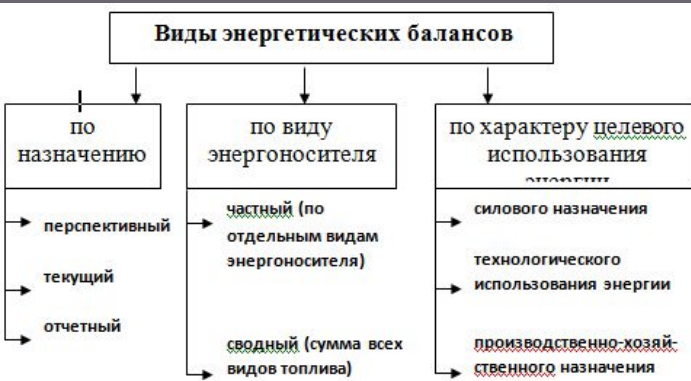 Виды энергетических балансов
по
назначению
перспективный
текущий
отчетный
по виду
энергоносителя
частный (по
отдельным видам
энергоносителя)
сводный (сумма всех
видов топлива)
по характеру целевого
использования
энергии
силового назначения
технологического
использования энергии
производственно-хозяй-
ственного назначения